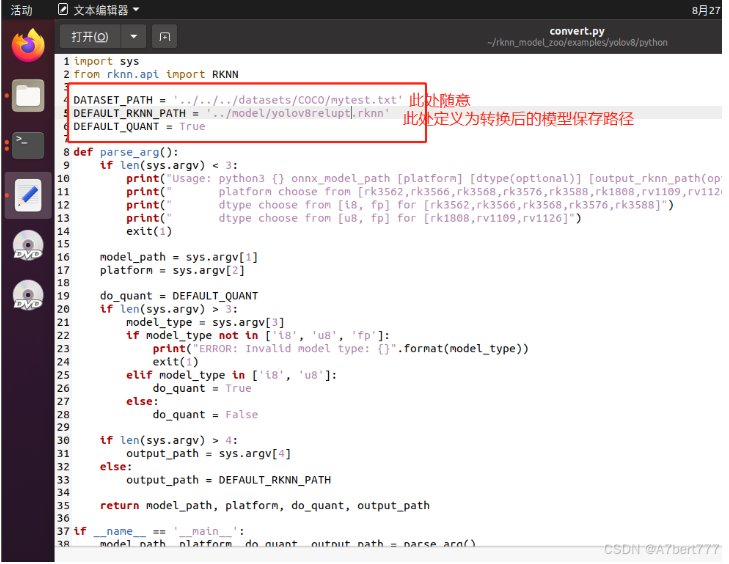 活动 文本编辑器 8月27
打开(O) convert.py
~/rknn_model_zoo/examples/yolov8/python
1 import sys
2 from rknn.api import RKNN
3
4 DATASET_PATH = '../../../datasets/COCO/mytest.txt' 此处随意
5 DEFAULT_RKNN_PATH = '../model/yolov8relupt.rknn' 此处定义为转换后的模型保存路径
6 DEFAULT_QUANT = True
7
8 def parse_arg():
9 if len(sys.argv) < 3:
10 print("Usage: python3 {} onnx_model_path [platform] [dtype(optional)] [output_rknn_path(opt
11 print(" platform choose from [rk3562,rk3566,rk3568,rk3576,rk3588,rk1808,rv1109,rv1126
12 print(" dtype choose from [i8, fp] for [rk3562,rk3566,rk3568,rk3576,rk3588]")
13 print(" dtype choose from [u8, fp] for [rk1808,rv1109,rv1126]")
14 exit(1)
15
16 model_path = sys.argv[1]
17 platform = sys.argv[2]
18
19 do_quant = DEFAULT_QUANT
20 if len(sys.argv) > 3:
21 model_type = sys.argv[3]
22 if model_type not in ['i8', 'u8', 'fp']:
23 print("ERROR: Invalid model type: {}".format(model_type))
24 exit(1)
25 elif model_type in ['i8', 'u8']:
26 do_quant = True
27 else:
28 do_quant = False
29
30 if len(sys.argv) > 4:
31 output_path = sys.argv[4]
32 else:
33 output_path = DEFAULT_RKNN_PATH
34
35 return model_path, platform, do_quant, output_path
36
37 if __name__ == '__main__':
38 model_path, platform, do_quant, output_path = parse_arg()
CSDN @A7bert777
DVD
DVD